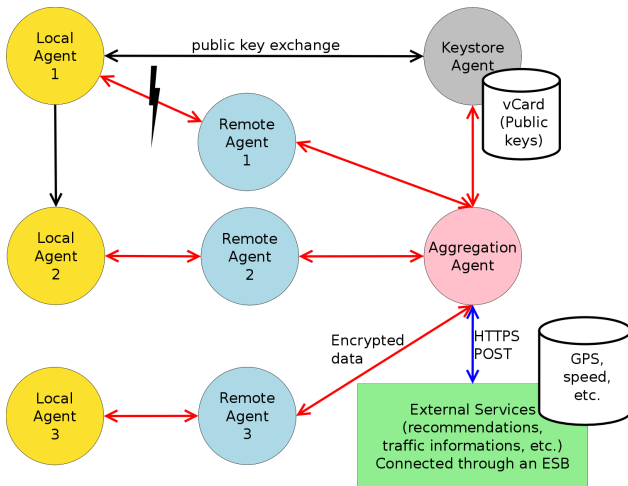 Local
Agent
1
public key exchange
Keystore
Agent
vCard
(Public
keys)
Remote
Agent
1
Local
Agent
2
Remote
Agent
2
Aggregation
Agent
Encrypted
data
HTTPS
POST
GPS,
speed,
etc.
Local
Agent
3
Remote
Agent
3
External Services
(recommendations,
traffic informations, etc.)
Connected through an ESB